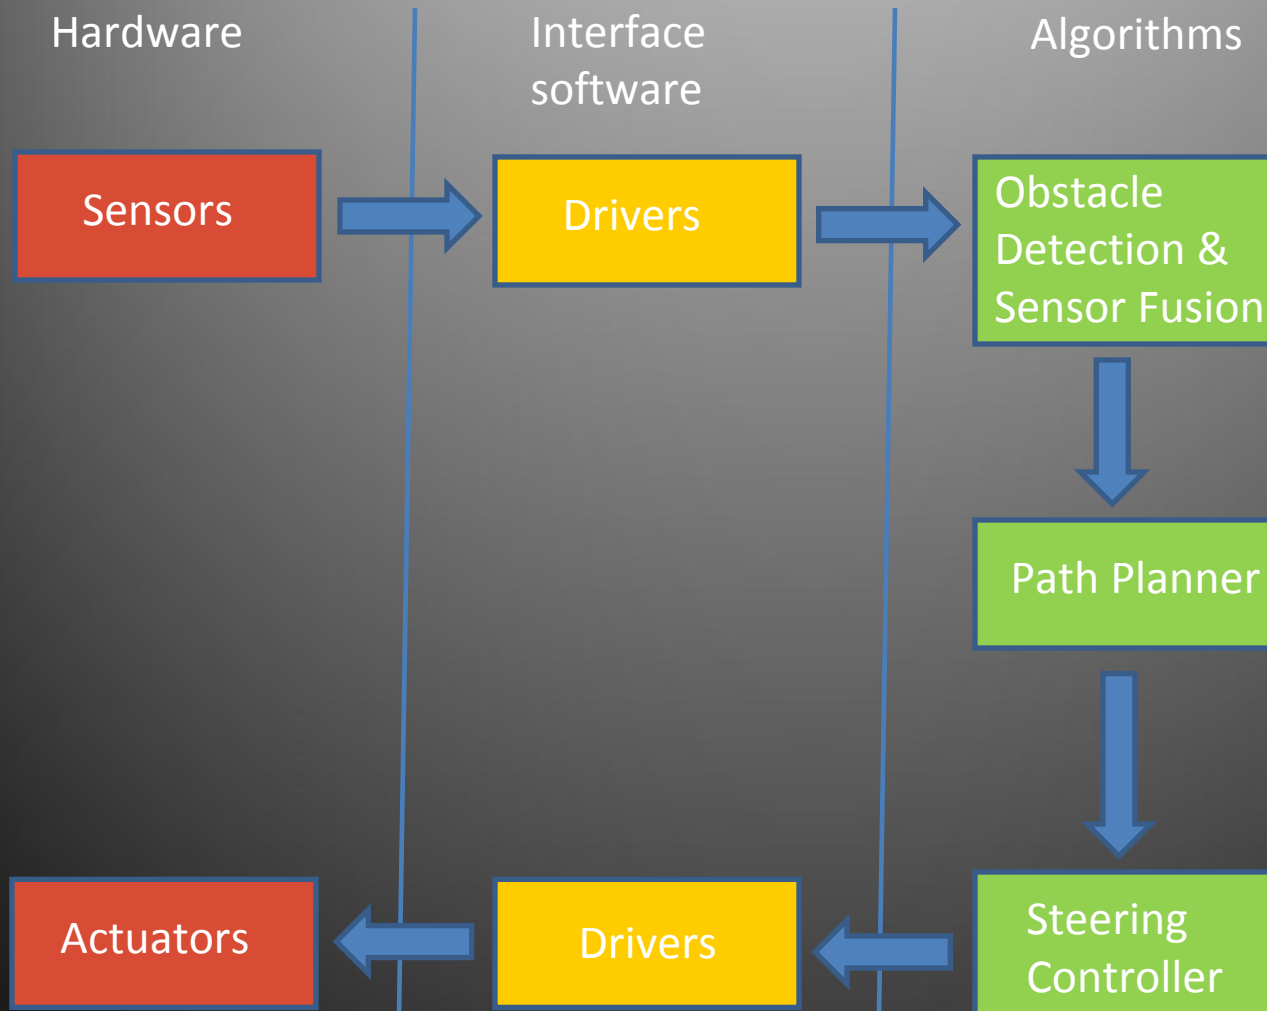 Hardware
Interface
software
Algorithms
Sensors
Drivers
Obstacle
Detection &
Sensor Fusion
Path Planner
Actuators
Drivers
Steering
Controller